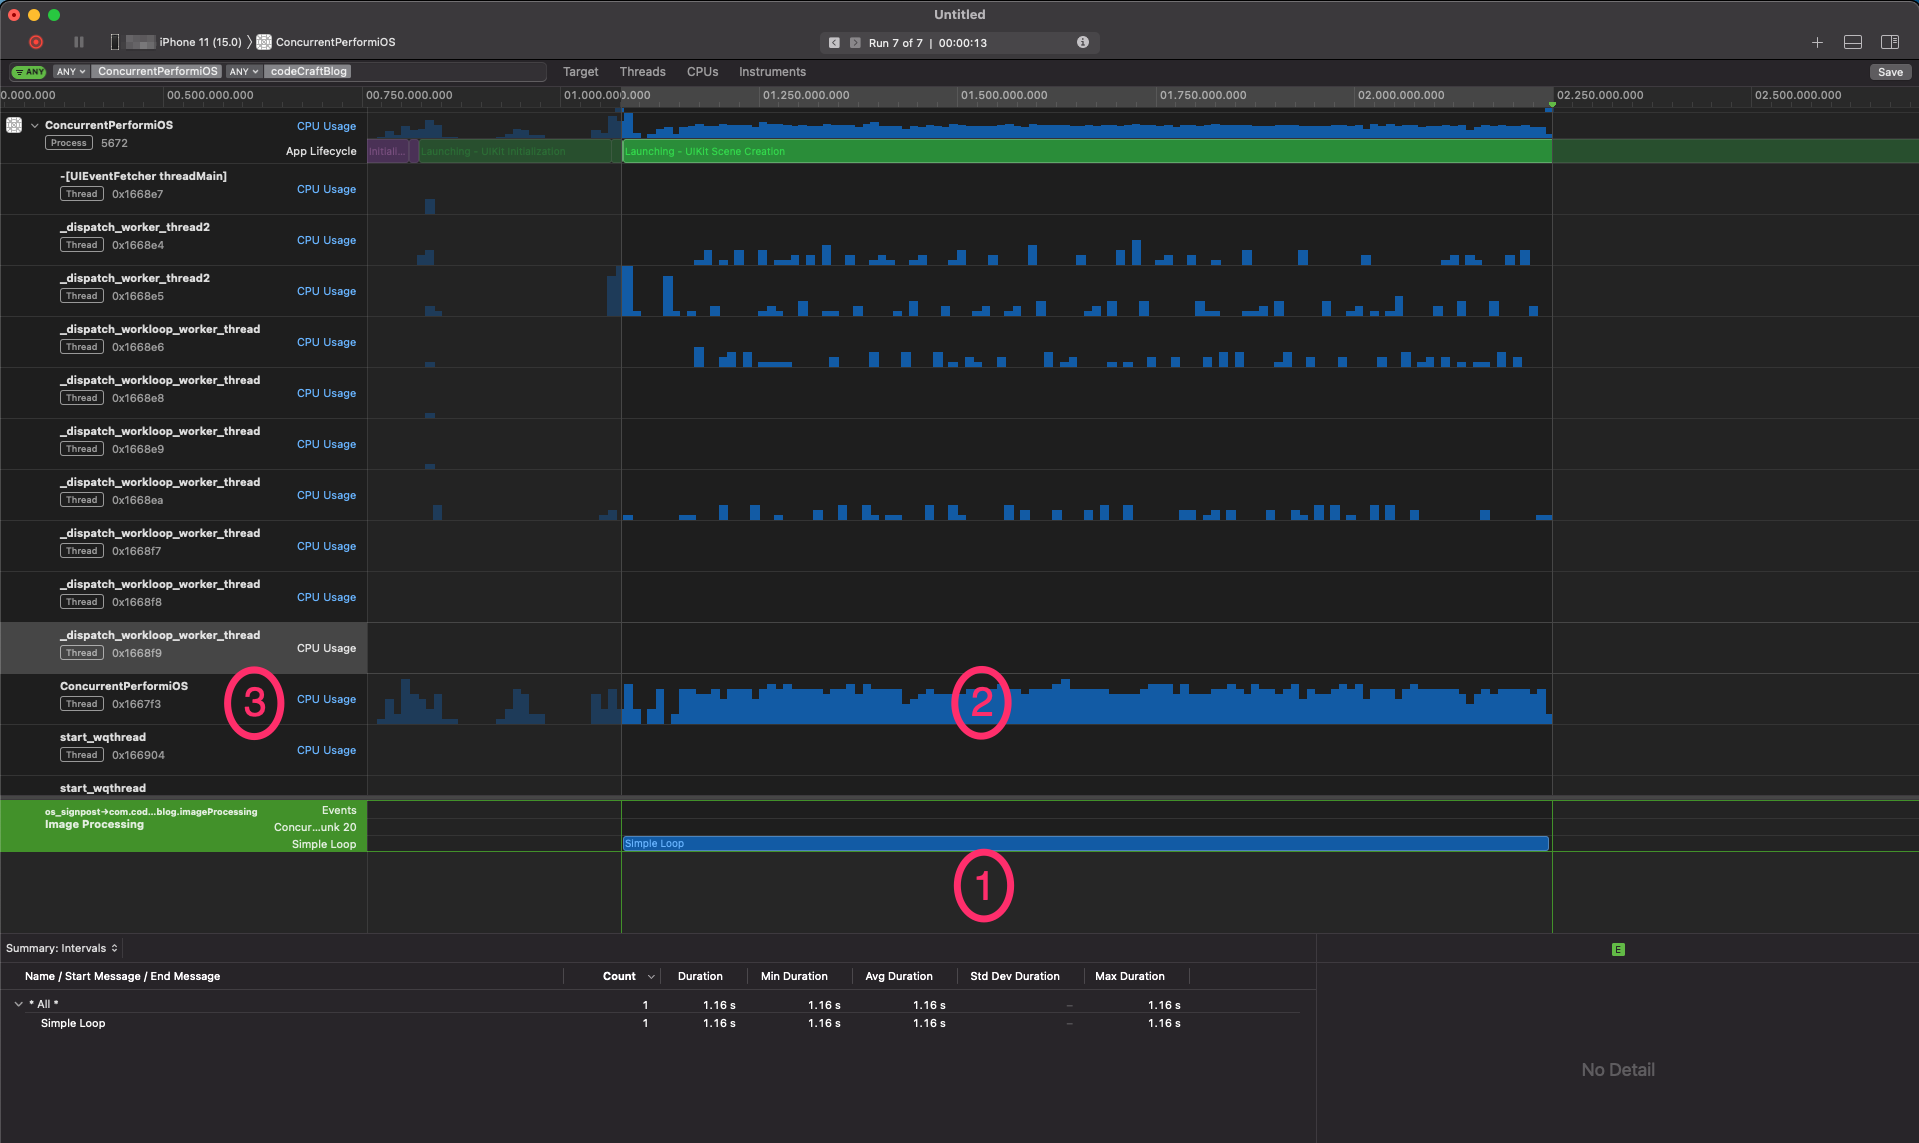 Untitled
iPhone 11 (15.0) 〉 ConcurrentPerformiOS
Run 7 of 7 | 00:00:13
ANY ANY ConcurrentPerformiOS ANY codeCraftBlog
Target Threads CPUs Instruments
Save
0.000.000 00.500.000.000 00.750.000.000 01.000.00 0.000 01.250.000.000 01.500.000.000 01.750.000.000 02.000.000.000 02.250.000.000 02.500.000.000
ConcurrentPerformiOS CPU Usage
Process 5672
App Lifecycle Initiali... Launching - UIKit Initialization Launching - UIKit Scene Creation
-[UIEventFetcher threadMain]
Thread 0x1668e7 CPU Usage
_dispatch_worker_thread2
Thread 0x1668e4 CPU Usage
_dispatch_worker_thread2
Thread 0x1668e5 CPU Usage
_dispatch_workloop_worker_thread
Thread 0x1668e6 CPU Usage
_dispatch_workloop_worker_thread
Thread 0x1668e8 CPU Usage
_dispatch_workloop_worker_thread
Thread 0x1668e9 CPU Usage
_dispatch_workloop_worker_thread
Thread 0x1668ea CPU Usage
_dispatch_workloop_worker_thread
Thread 0x1668f7 CPU Usage
_dispatch_workloop_worker_thread
Thread 0x1668f8 CPU Usage
_dispatch_workloop_worker_thread
Thread 0x1668f9 CPU Usage
ConcurrentPerformiOS
Thread 0x1667f3 CPU Usage
3
2
start_wqthread
Thread 0x166904 CPU Usage
start_wqthread
os_signpost→com.cod...blog.imageProcessing Events
Image Processing
Concur...unk 20
Simple Loop Simple Loop
1
Summary: Intervals
E
Name / Start Message / End Message Count Duration Min Duration Avg Duration Std Dev Duration Max Duration
* All * 1 1.16 s 1.16 s 1.16 s – 1.16 s
Simple Loop 1 1.16 s 1.16 s 1.16 s – 1.16 s
No Detail